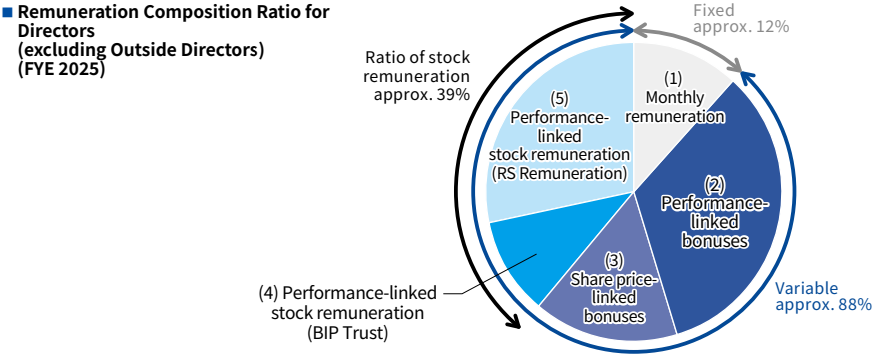 ■ Remuneration Composition Ratio for
Directors
(excluding Outside Directors)
(FYE 2025)
Fixed
approx. 12%
Ratio of stock
remuneration
approx. 39%
(1)
Monthly
remuneration
(5)
Performance-
linked
stock remuneration
(RS Remuneration)
(2)
Performance-
linked
bonuses
(3)
Share price-
linked
bonuses
(4) Performance-linked
stock remuneration
(BIP Trust)
Variable
approx. 88%